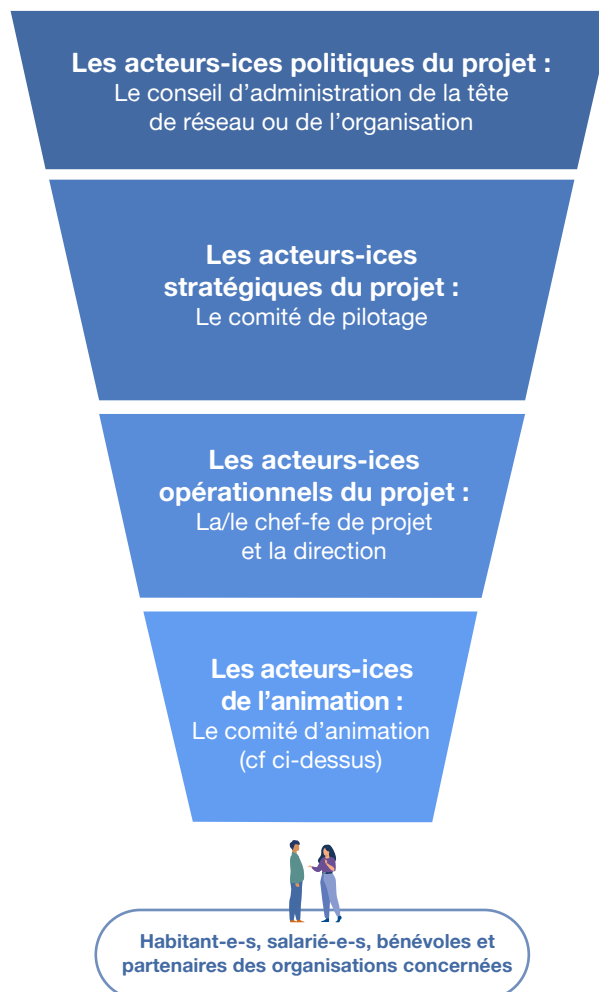 Les acteurs-ices politiques du projet :
Le conseil d’administration de la tête
de réseau ou de l’organisation
Les acteurs-ices
stratégiques du projet :
Le comité de pilotage
Les acteurs-ices
opérationnels du projet :
La/le chef-fe de projet
et la direction
Les acteurs-ices
de l’animation :
Le comité d’animation
(cf ci-dessus)
Habitant-e-s, salarié-e-s, bénévoles et
partenaires des organisations concernées